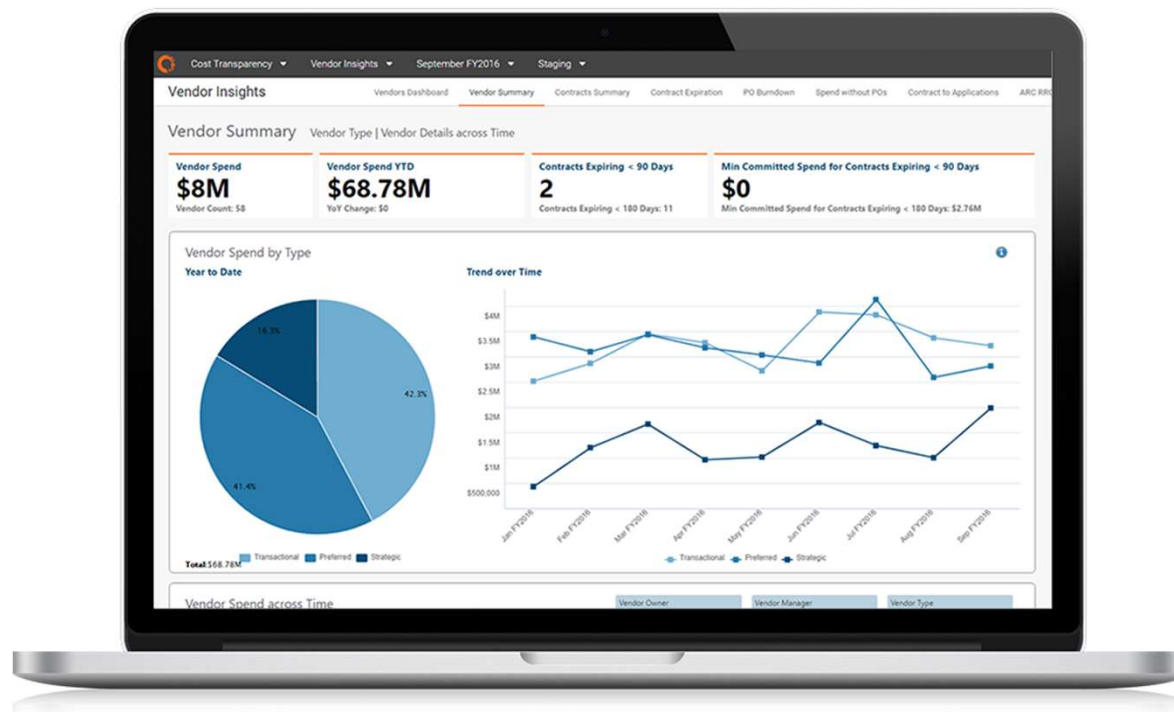 Cost Transparency Vendor Insights September FY2016 Staging
Vendor Insights Vendors Dashboard Vendor Summary Contracts Summary Contract Expiration PO Burndown Spend without POs Contract to Applications ARC RRC
Vendor Summary Vendor Type | Vendor Details across Time
Vendor Spend Vendor Spend YTD Contracts Expiring < 90 Days Min Committed Spend for Contracts Expiring < 90 Days
$8M $68.78M 2 $0
Vendor Count: 58 YoY Change: $0 Contracts Expiring < 180 Days: 11 Min Committed Spend for Contracts Expiring < 180 Days: $2.76M
Vendor Spend by Type
Year to Date Trend over Time
16.3%
42.3%
41.4%
$4M
$3.5M
$3M
$2.5M
$2M
$1.5M
$1M
$500,000
Jan FY2016 Feb FY2016 Mar FY2016 Apr FY2016 May FY2016 Jun FY2016 Jul FY2016 Aug FY2016 Sep FY2016
Transactional Preferred Strategic Transactional Preferred Strategic
Total:$68.78M
Vendor Spend across Time Vendor Owner Vendor Manager Vendor Type